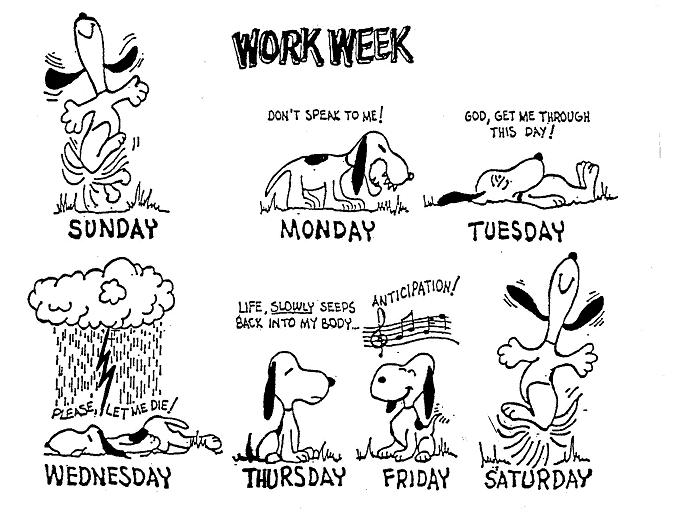 WORK WEEK
DON'T SPEAK TO ME!
GOD, GET ME THROUGH
THIS DAY!
SUNDAY
MONDAY
TUESDAY
LIFE, SLOWLY SEEPS
BACK INTO MY BODY...
ANTICIPATION!
PLEASE, LET ME DIE!
WEDNESDAY
THURSDAY
FRIDAY
SATURDAY